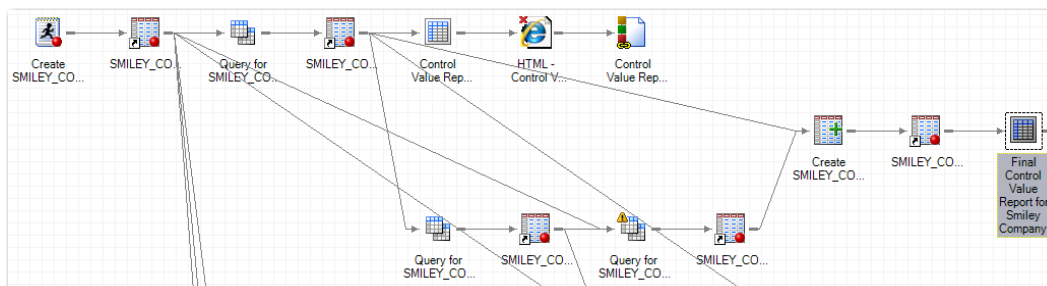 Create
SMILEY_CO...
SMILEY_CO...
Query for
SMILEY_CO...
SMILEY_CO...
Control
Value Rep...
HTML -
Control V...
Control
Value Rep...
Create
SMILEY_CO...
SMILEY_CO...
Final
Control
Value
Report for
Smiley
Company
Query for
SMILEY_CO...
SMILEY_CO...
Query for
SMILEY_CO...
SMILEY_CO...